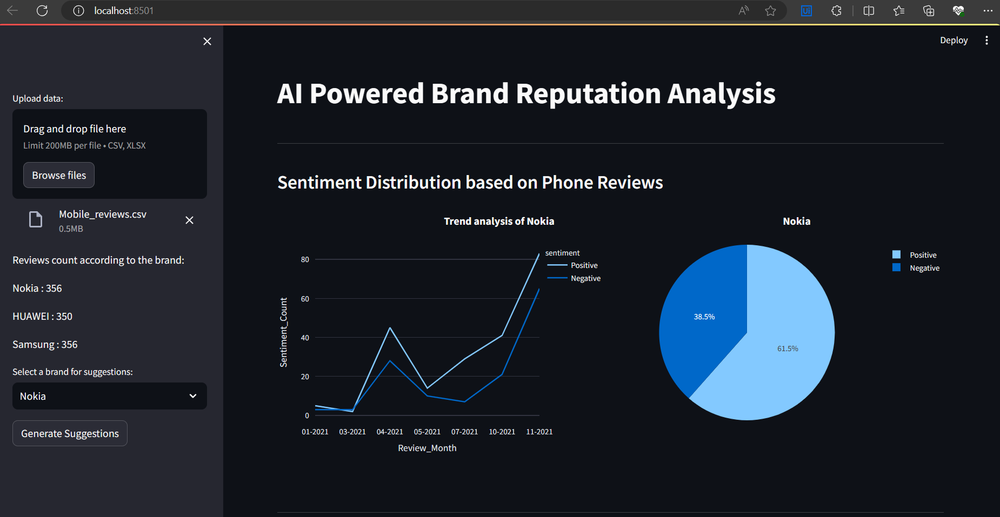 localhost:8501
Deploy
Upload data:
Drag and drop file here
Limit 200MB per file • CSV, XLSX
Browse files
Mobile_reviews.csv
0.5MB
Reviews count according to the brand:
Nokia : 356
HUAWEI : 350
Samsung : 356
Select a brand for suggestions:
Nokia
Generate Suggestions
AI Powered Brand Reputation Analysis
Sentiment Distribution based on Phone Reviews
Trend analysis of Nokia
sentiment
Positive
Negative
80
60
40
20
0
Sentiment_Count
01-2021 03-2021 04-2021 05-2021 07-2021 10-2021 11-2021
Review_Month
Nokia
Positive
Negative
38.5%
61.5%